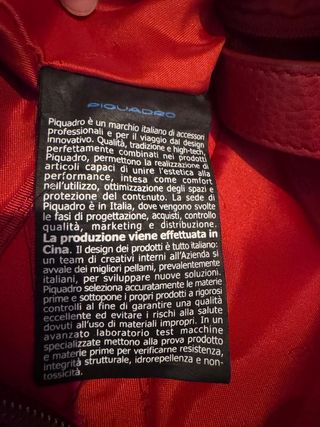 PIQUADRO
Piquadro è un marchio italiano di accessori
professionali e per il viaggio dal design
innovativo. Qualità, tradizione e high-tech,
perfettamente combinati nei prodotti
Piquadro, permettono la realizzazione di
articoli capaci di unire l'estetica alla
performance, intesa come comfort
nell'utilizzo, ottimizzazione degli spazi e
protezione del contenuto. La sede di
Piquadro è in Italia, dove vengono svolte
le fasi di progettazione, acquisti, controllo
qualità, marketing e distribuzione.
La produzione viene effettuata in
Cina. Il design dei prodotti è tutto italiano:
un team di creativi interni all'Azienda si
avvale dei migliori pellami, prevalentemente
italiani, per sviluppare nuove soluzioni.
Piquadro seleziona accuratamente le materie
prime e sottopone i propri prodotti a rigorosi
controlli al fine di garantire una qualità
eccellente ed evitare i rischi alla salute
dovuti all'uso di materiali impropri. In un
avanzato laboratorio test macchine
specializzate mettono alla prova prodotto
e materie prime per verificarne resistenza,
integrità strutturale, idrorepellenza e non-
tossicità.